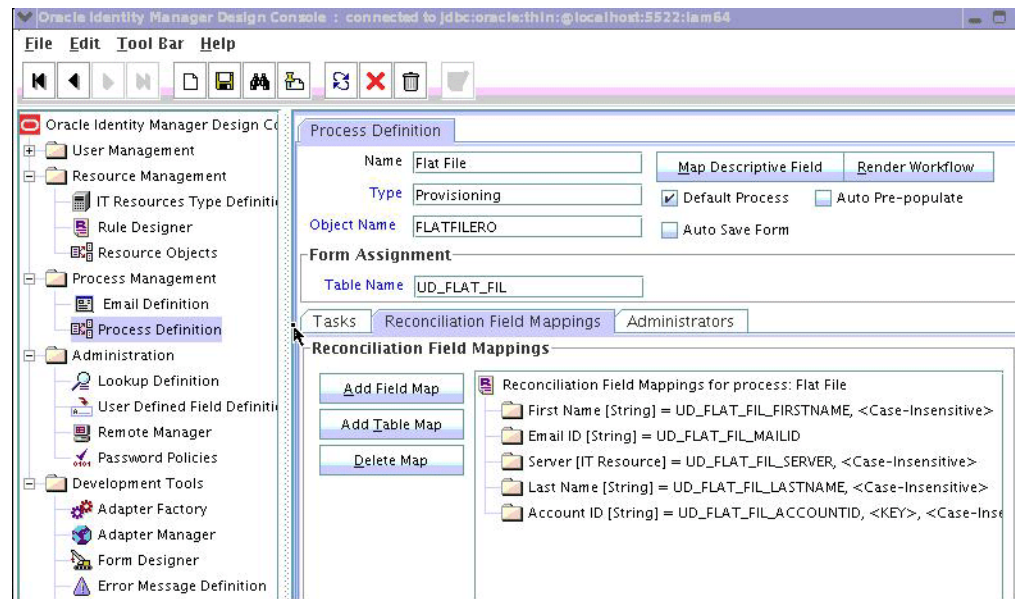 Oracle Identity Manager Design Console : connected to jdbc:oracle:thin:@localhost:5522:iam64
File Edit Tool Bar Help
Oracle Identity Manager Design Co
User Management
Resource Management
IT Resources Type Definiti
Rule Designer
Resource Objects
Process Management
Email Definition
Process Definition
Administration
Lookup Definition
User Defined Field Definiti
Remote Manager
Password Policies
Development Tools
Adapter Factory
Adapter Manager
Form Designer
Error Message Definition
Process Definition
Name Flat File
Map Descriptive Field Render Workflow
Type Provisioning
Default Process Auto Pre-populate
Object Name FLATFILERO
Auto Save Form
Form Assignment
Table Name UD_FLAT_FIL
Tasks Reconciliation Field Mappings Administrators
Reconciliation Field Mappings
Add Field Map
Add Table Map
Delete Map
Reconciliation Field Mappings for process: Flat File
First Name [String] = UD_FLAT_FIL_FIRSTNAME, <Case-Insensitive>
Email ID [String] = UD_FLAT_FIL_MAILID
Server [IT Resource] = UD_FLAT_FIL_SERVER, <Case-Insensitive>
Last Name [String] = UD_FLAT_FIL_LASTNAME, <Case-Insensitive>
Account ID [String] = UD_FLAT_FIL_ACCOUNTID, <KEY>, <Case-Inse